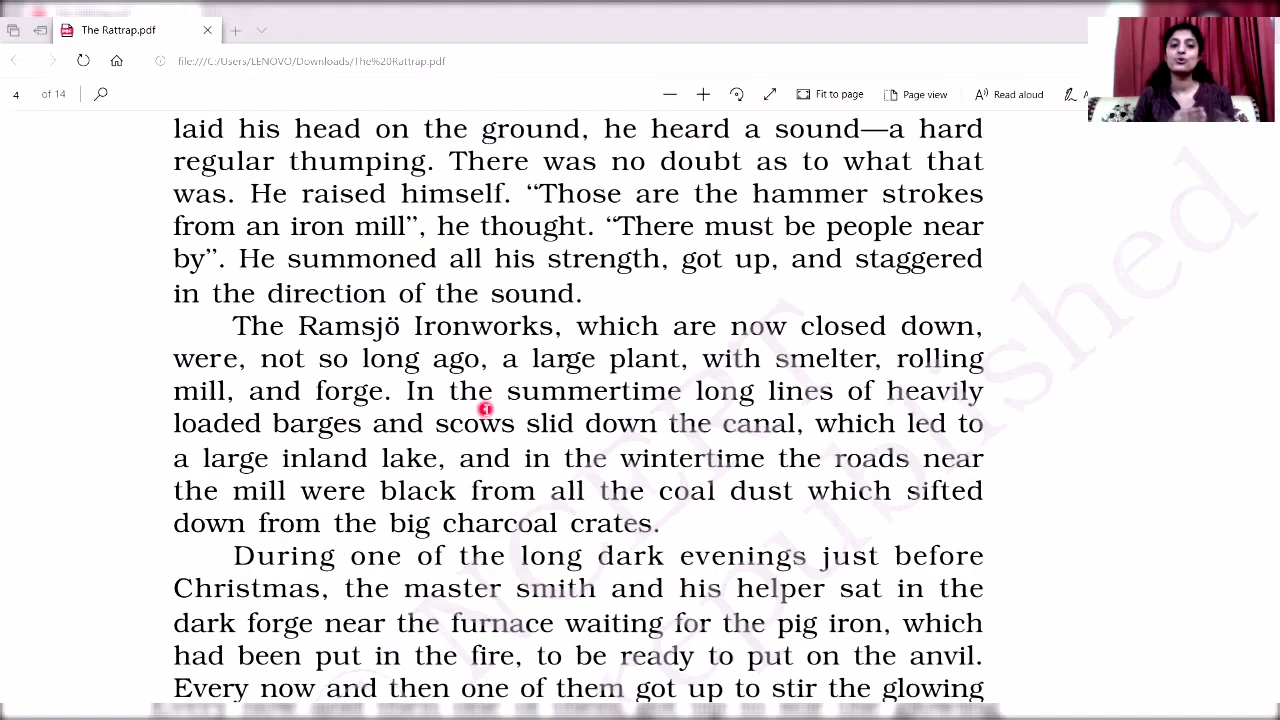 The Rattrap.pdf
file:///C:/Users/LENOVO/Downloads/The%20Rattrap.pdf
4 of 14
Fit to page
Page view
Read aloud
laid his head on the ground, he heard a sound—a hard
regular thumping. There was no doubt as to what that
was. He raised himself. “Those are the hammer strokes
from an iron mill”, he thought. “There must be people near
by”. He summoned all his strength, got up, and staggered
in the direction of the sound.
The Ramsjö Ironworks, which are now closed down,
were, not so long ago, a large plant, with smelter, rolling
mill, and forge. In the summertime long lines of heavily
loaded barges and scows slid down the canal, which led to
a large inland lake, and in the wintertime the roads near
the mill were black from all the coal dust which sifted
down from the big charcoal crates.
During one of the long dark evenings just before
Christmas, the master smith and his helper sat in the
dark forge near the furnace waiting for the pig iron, which
had been put in the fire, to be ready to put on the anvil.
Every now and then one of them got up to stir the glowing
NCERT
republished